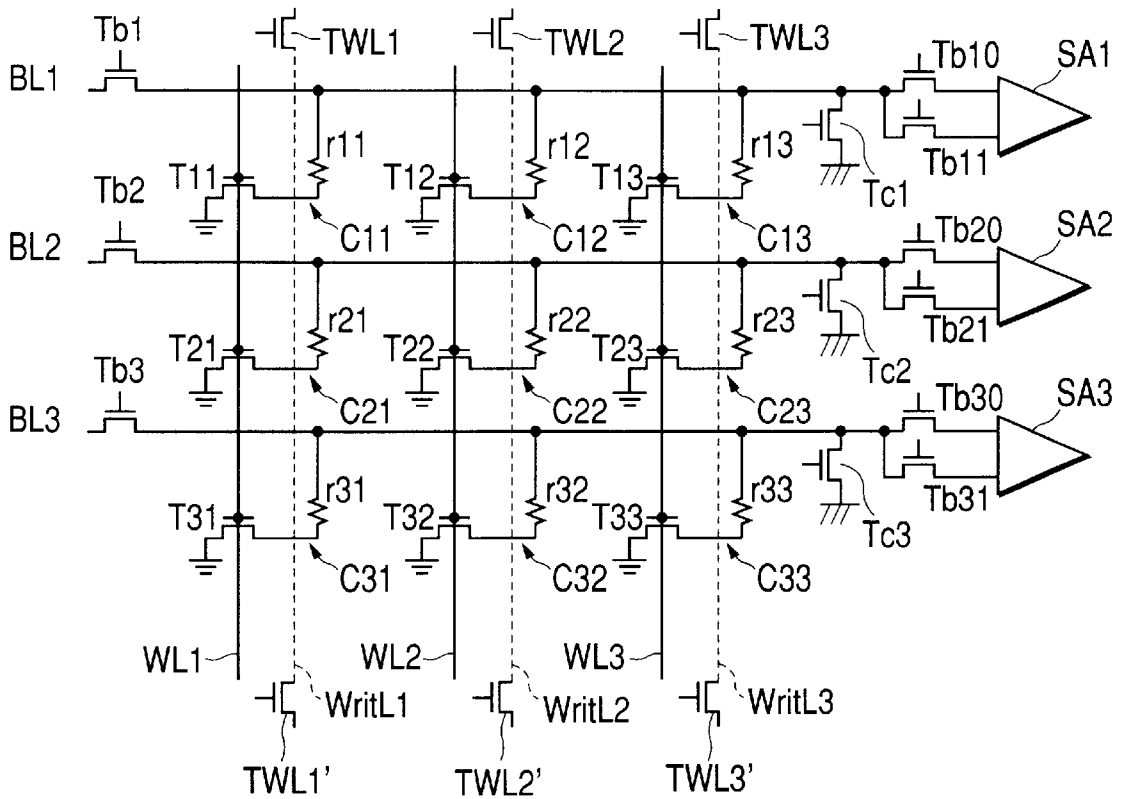 Tb1 TWL1 TWL2 TWL3
BL1 Tb10 SA1
r11 r12 r13
T11 T12 T13 Tb11
Tb2 Tc1
C11 C12 C13
BL2 Tb20 SA2
r21 r22 r23
T21 T22 T23 Tb21
Tb3 Tc2
C21 C22 C23
BL3 Tb30 SA3
r31 r32 r33
T31 T32 T33 Tb31
Tc3
C31 C32 C33
WL1 WL2 WL3
WritL1 WritL2 WritL3
TWL1' TWL2' TWL3'